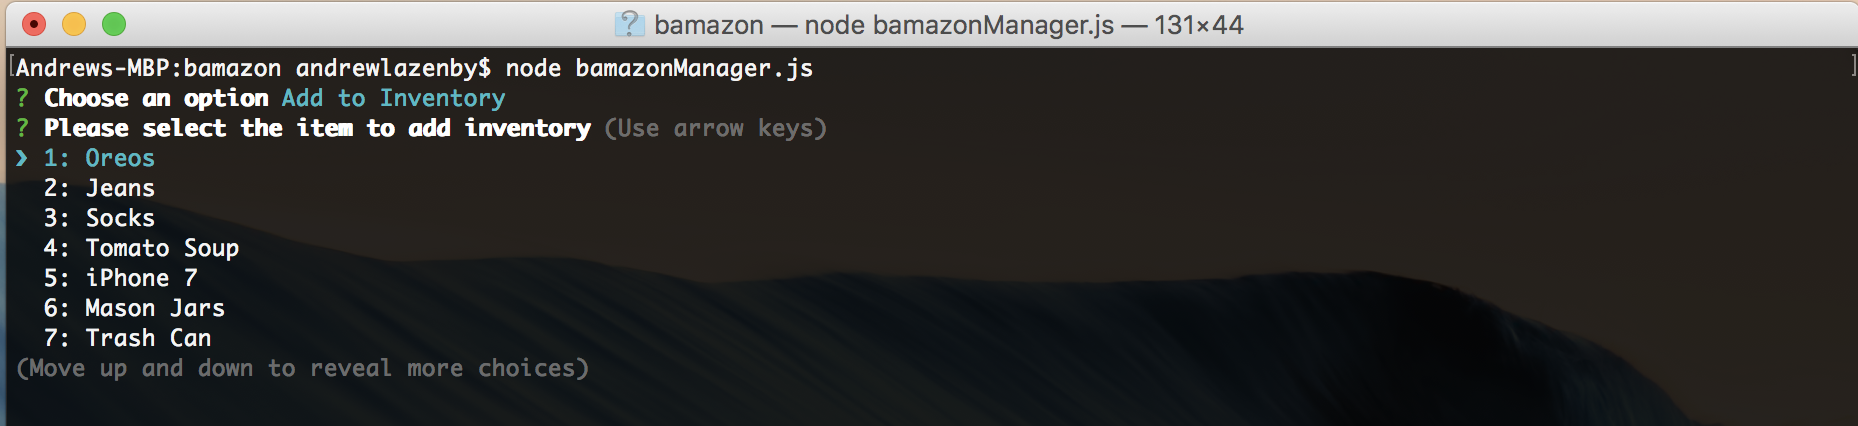 bamazon — node bamazonManager.js — 131×44
[Andrews-MBP:bamazon andrewlazenby$ node bamazonManager.js ]
? Choose an option Add to Inventory
? Please select the item to add inventory (Use arrow keys)
❯ 1: Oreos
2: Jeans
3: Socks
4: Tomato Soup
5: iPhone 7
6: Mason Jars
7: Trash Can
(Move up and down to reveal more choices)